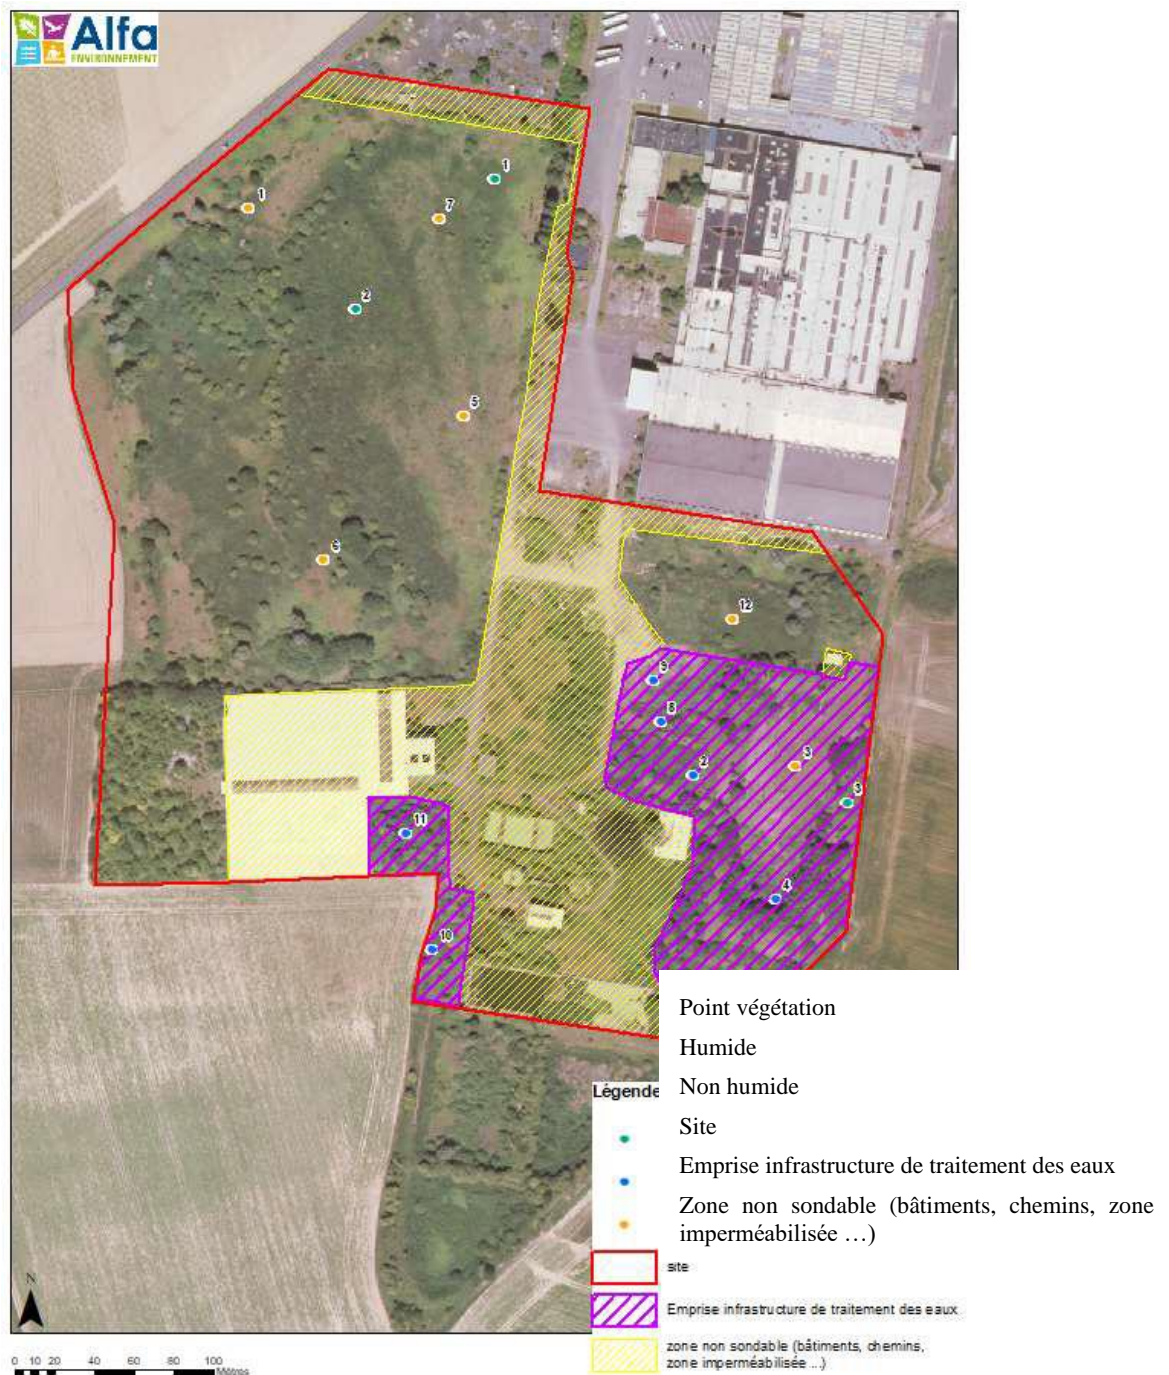 Alfa
ENVIRONNEMENT
1
1
7
2
5
6
12
9
8
2
3
3
11
4
10
Point végétation
Humide
Légende
Non humide
Site
Emprise infrastructure de traitement des eaux
Zone non sondable (bâtiments, chemins, zone
imperméabilisée …)
site
Emprise infrastructure de traitement des eaux
zone non sondable (bâtiments, chemins,
zone imperméabilisée ...)
N
0 10 20 40 60 80 100
Mètres